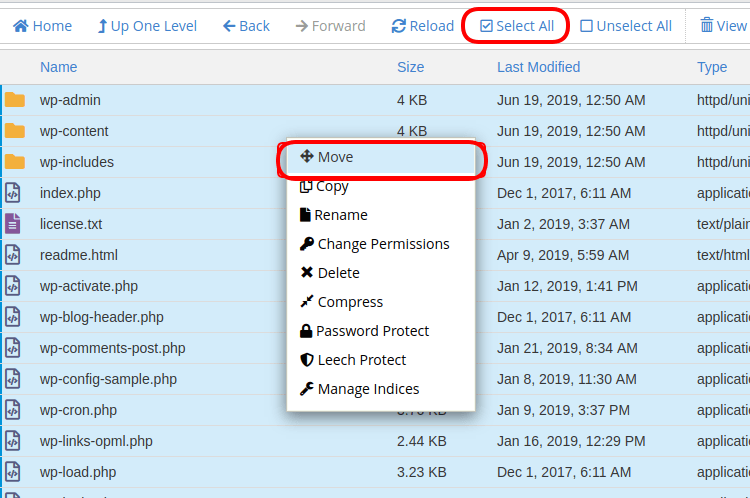 Home Up One Level Back Forward Reload Select All Unselect All View
Name Size Last Modified Type
wp-admin 4 KB Jun 19, 2019, 12:50 AM httpd/uni
wp-content 4 KB Jun 19, 2019, 12:50 AM httpd/uni
wp-includes Jun 19, 2019, 12:50 AM httpd/uni
Move
index.php Dec 1, 2017, 6:11 AM applicatio
Copy
license.txt Jan 2, 2019, 3:37 AM text/plain
Rename
readme.html Apr 9, 2019, 5:59 AM text/html
Change Permissions
wp-activate.php Jan 12, 2019, 1:41 PM applicatio
Delete
wp-blog-header.php Dec 1, 2017, 6:11 AM applicatio
Compress
wp-comments-post.php Jan 21, 2019, 8:34 AM applicatio
Password Protect
wp-config-sample.php Jan 8, 2019, 11:30 AM applicatio
Leech Protect
wp-cron.php Jan 9, 2019, 3:37 PM applicatio
Manage Indices
wp-links-opml.php 2.44 KB Jan 16, 2019, 12:29 PM applicatio
wp-load.php 3.23 KB Dec 1, 2017, 6:11 AM applicatio